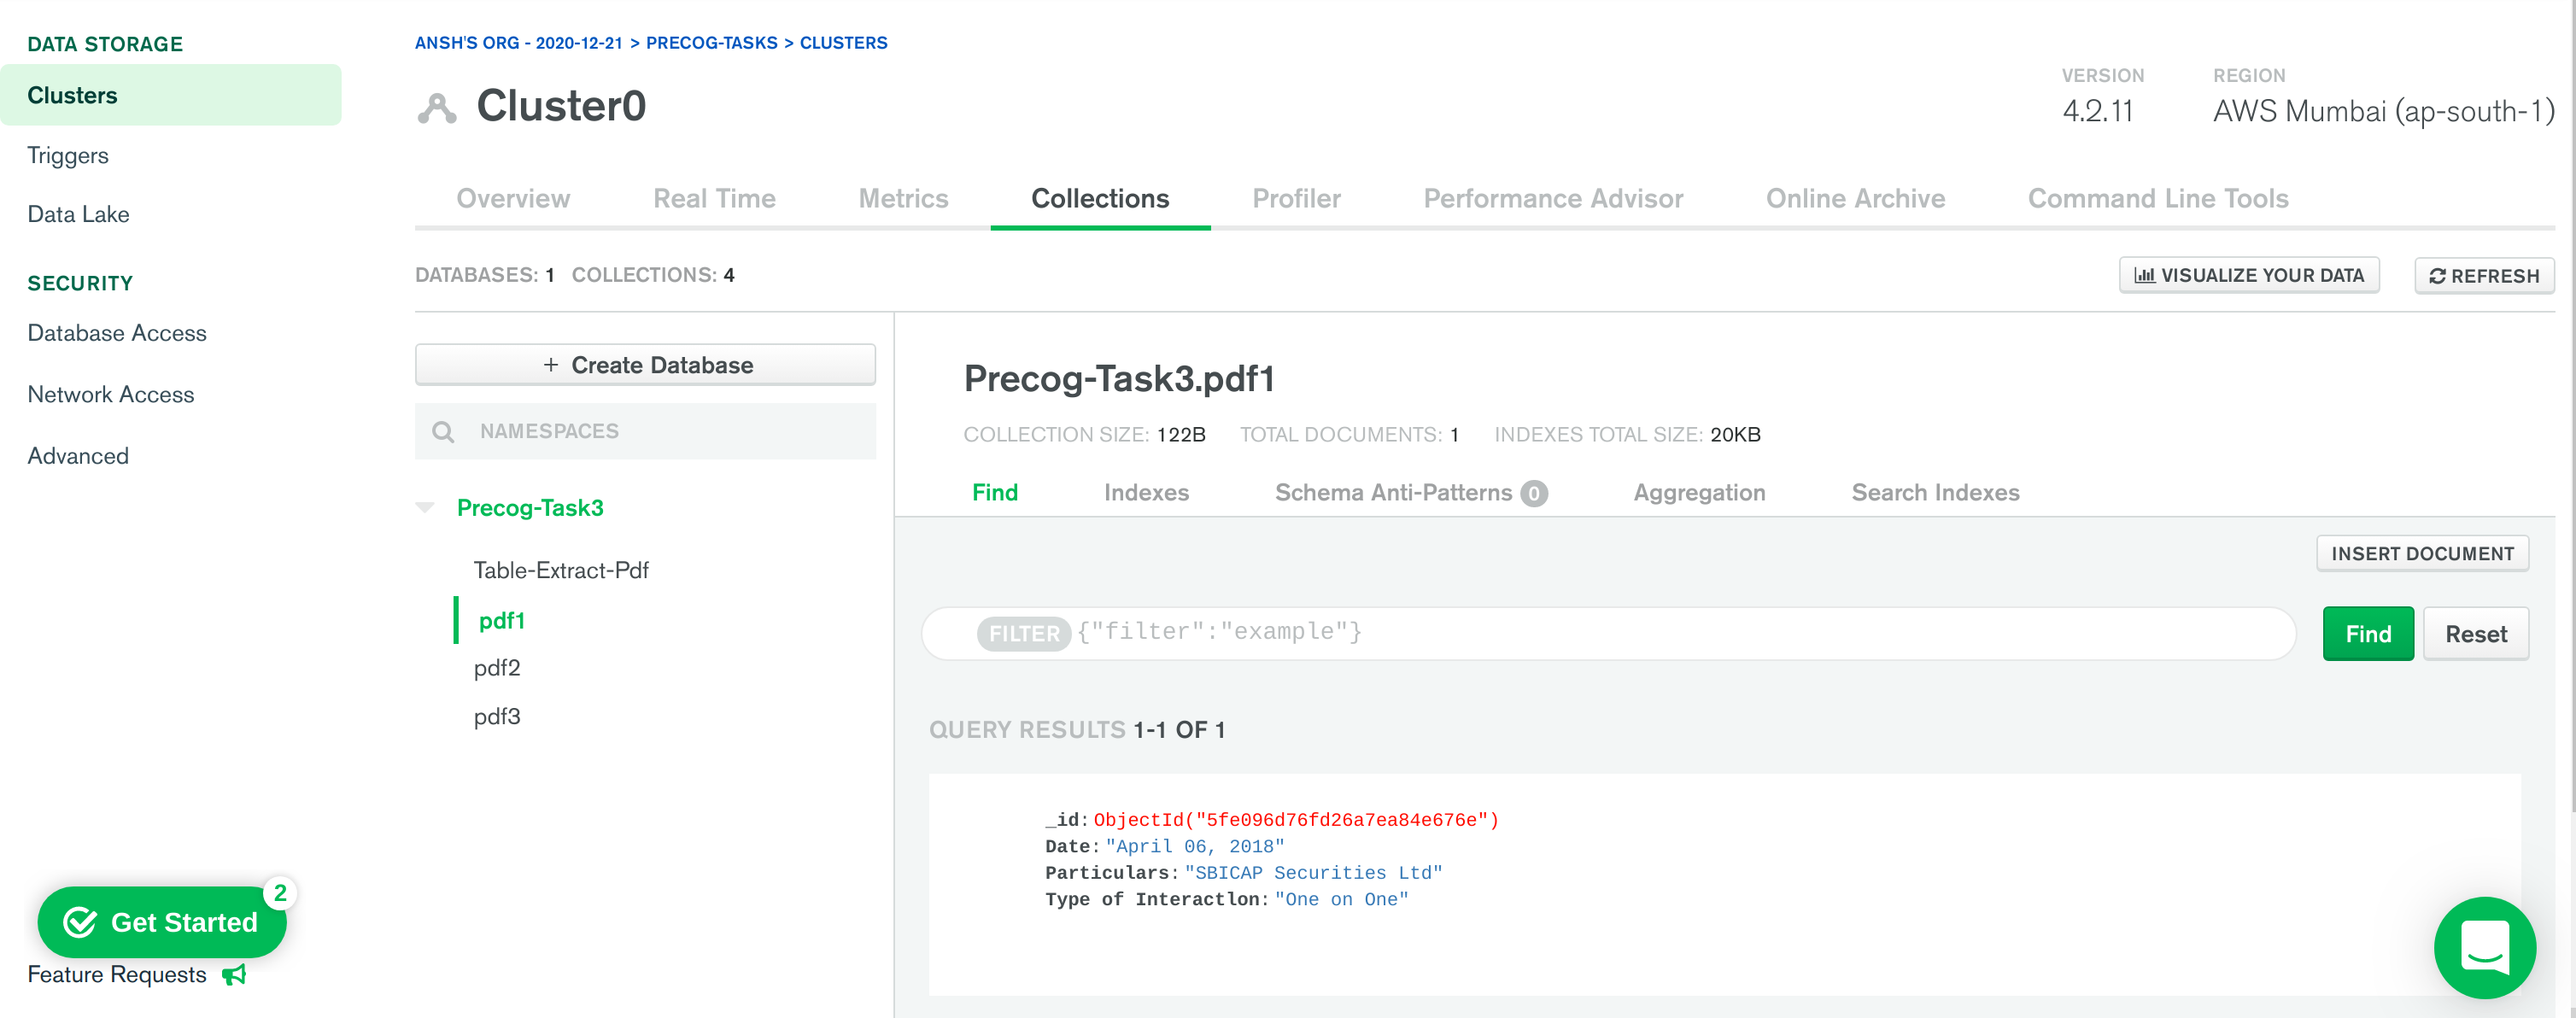 DATA STORAGE
Clusters
Triggers
Data Lake
SECURITY
Database Access
Network Access
Advanced
2
Get Started
Feature Requests
ANSH'S ORG - 2020-12-21 > PRECOG-TASKS > CLUSTERS
Cluster0
VERSION
4.2.11
REGION
AWS Mumbai (ap-south-1)
Overview Real Time Metrics Collections Profiler Performance Advisor Online Archive Command Line Tools
DATABASES: 1 COLLECTIONS: 4
VISUALIZE YOUR DATA REFRESH
+ Create Database
NAMESPACES
Precog-Task3
Table-Extract-Pdf
pdf1
pdf2
pdf3
Precog-Task3.pdf1
COLLECTION SIZE: 122B TOTAL DOCUMENTS: 1 INDEXES TOTAL SIZE: 20KB
Find Indexes Schema Anti-Patterns 0 Aggregation Search Indexes
INSERT DOCUMENT
FILTER {"filter":"example"}
Find Reset
QUERY RESULTS 1-1 OF 1
_id: ObjectId("5fe096d76fd26a7ea84e676e")
Date: "April 06, 2018"
Particulars: "SBICAP Securities Ltd"
Type of Interactlon: "One on One"